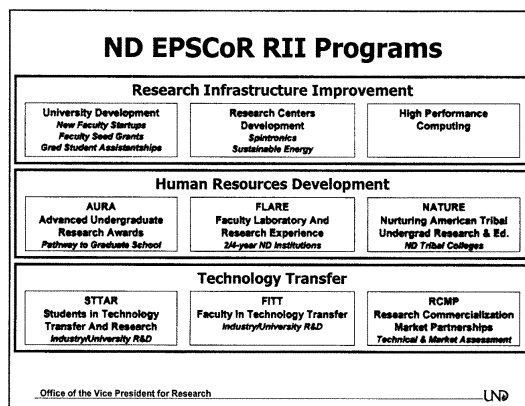 ND EPSCoR RII Programs
Research Infrastructure Improvement
University Development
New Faculty Startups
Faculty Seed Grants
Grad Student Assistantships
Research Centers
Development
Spintronics
Sustainable Energy
High Performance
Computing
Human Resources Development
AURA
Advanced Undergraduate
Research Awards
Pathway to Graduate School
FLARE
Faculty Laboratory And
Research Experience
2/4-year ND Institutions
NATURE
Nurturing American Tribal
Undergrad Research & Ed.
ND Tribal Colleges
Technology Transfer
STTAR
Students in Technology
Transfer And Research
Industry/University R&D
FITT
Faculty In Technology Transfer
Industry/University R&D
RCMP
Research Commercialization
Market Partnerships
Technical & Market Assessment
Office of the Vice President for Research
UND